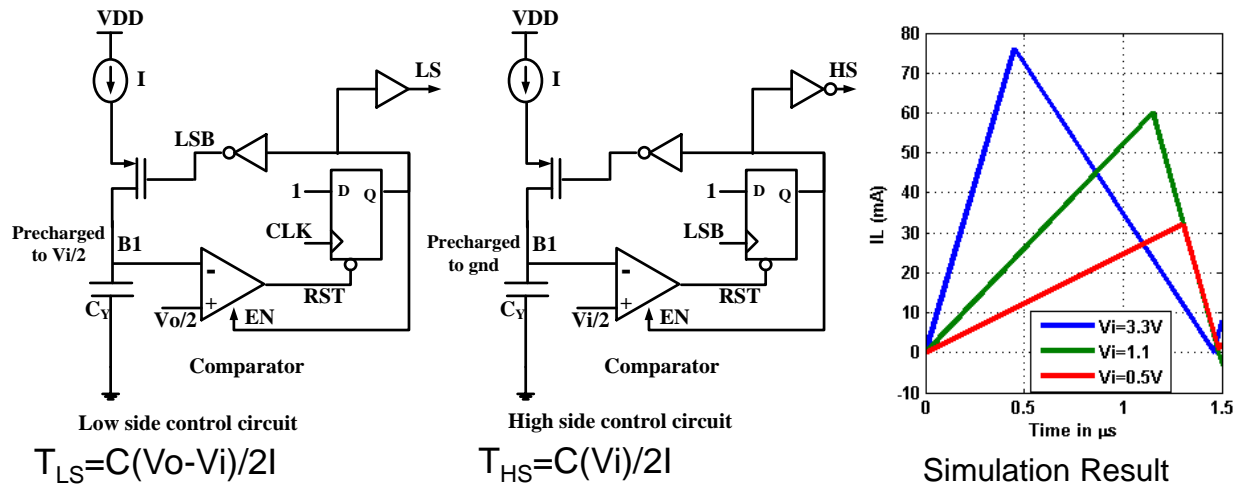 VDD
I
LS
LSB
1
D
Q
CLK
Precharged
to Vi/2
B1
-
+
CY
Vo/2
EN
RST
Comparator
Low side control circuit
TLS=C(Vo-Vi)/2I
VDD
I
HS
1
D
Q
LSB
Precharged
to gnd
B1
-
+
CY
Vi/2
EN
RST
Comparator
High side control circuit
THS=C(Vi)/2I
80
70
60
50
40
30
20
10
0
-10
IL (mA)
Vi=3.3V
Vi=1.1
Vi=0.5V
0
0.5
1
1.5
Time in µs
Simulation Result